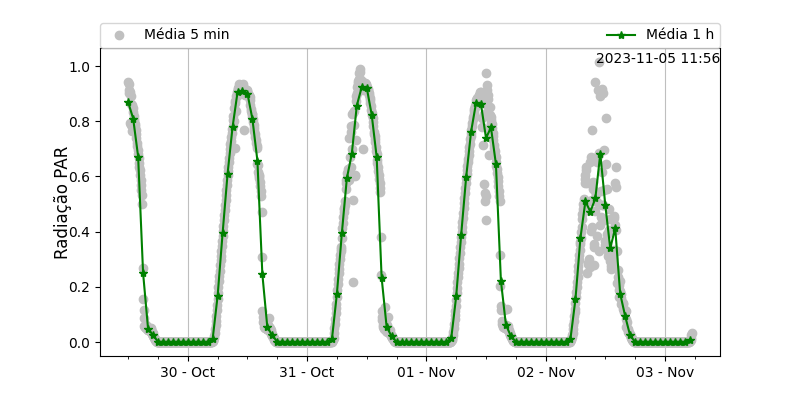 Média 5 min
Média 1 h
2023-11-05 11:56
Radiação PAR
1.0
0.8
0.6
0.4
0.2
0.0
30 - Oct
31 - Oct
01 - Nov
02 - Nov
03 - Nov